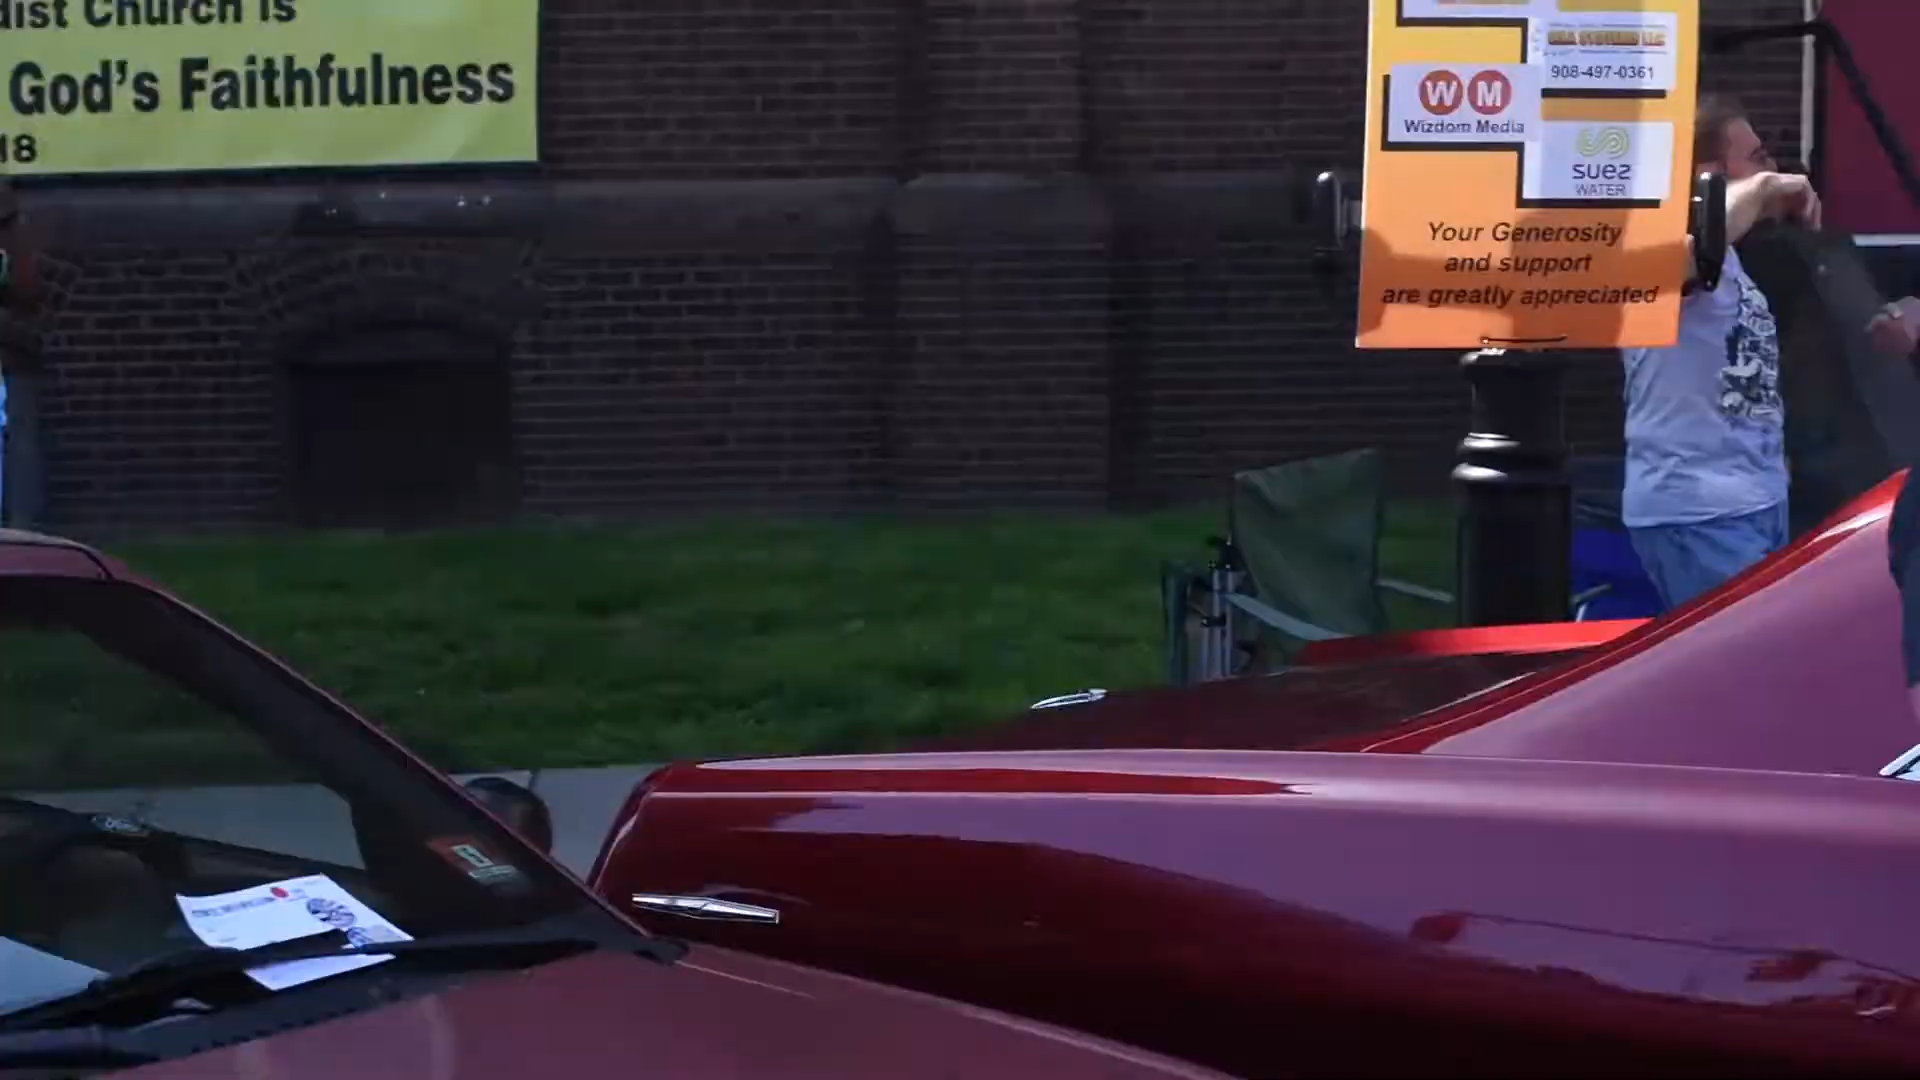 dist Church is
God's Faithfulness
18
908-497-0361
W M
Wizdom Media
suez
WATER
Your Generosity
and support
are greatly appreciated